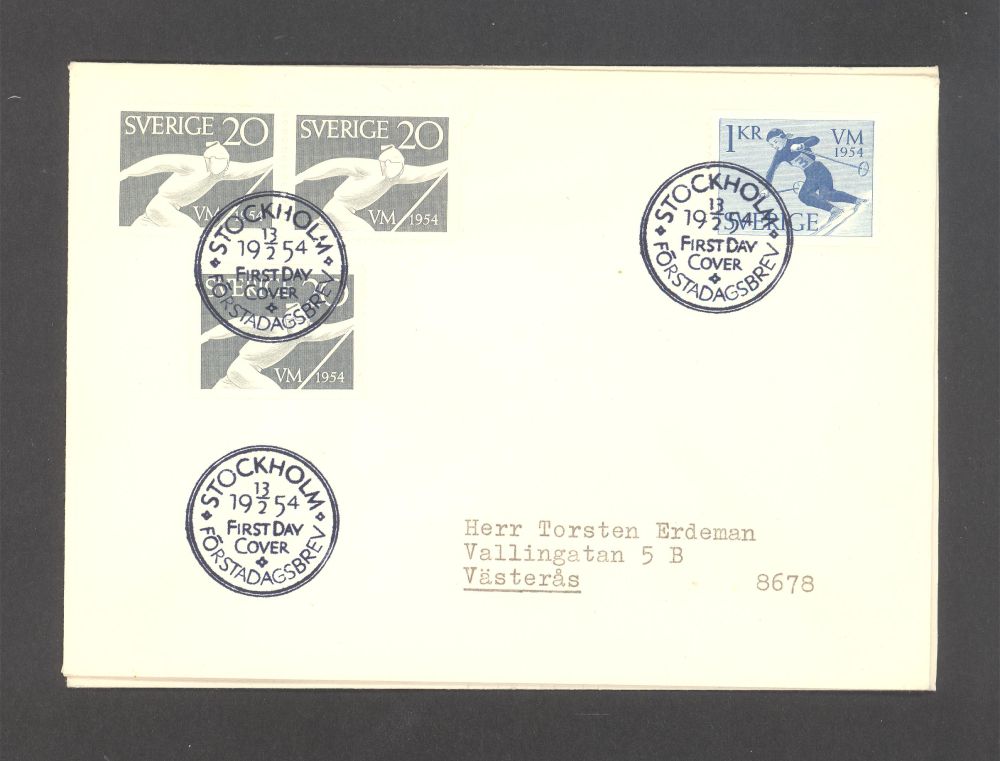 SVERIGE 20
VM 1954
SVERIGE 20
VM 1954
1 KR VM
1954
SVERIGE
STOCKHOLM
13
19 2 54
FIRST DAY
COVER
FÖRSTADAGSBREV
STOCKHOLM
13
19 2 54
FIRST DAY
COVER
FÖRSTADAGSBREV
SVERIGE 20
VM 1954
STOCKHOLM
13
19 2 54
FIRST DAY
COVER
FÖRSTADAGSBREV
Herr Torsten Erdeman
Vallingatan 5 B
Västerås 8678